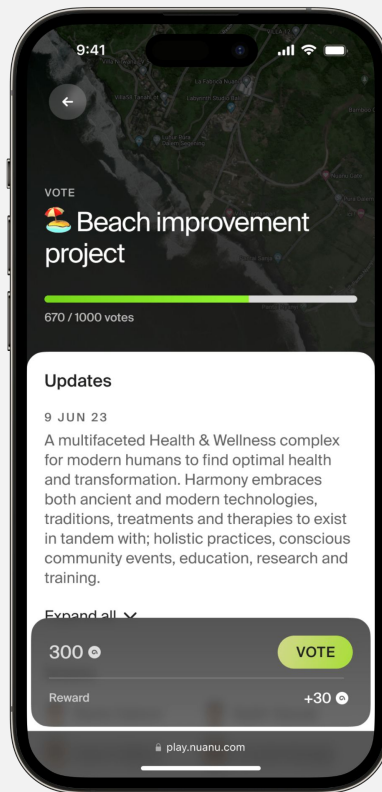 9:41
VOTE
Beach improvement
project
670 / 1000 votes
Updates
9 JUN 23
A multifaceted Health & Wellness complex
for modern humans to find optimal health
and transformation. Harmony embraces
both ancient and modern technologies,
traditions, treatments and therapies to exist
in tandem with; holistic practices, conscious
community events, education, research and
training.
Expand all
300
VOTE
Reward
+30
play.nuanu.com